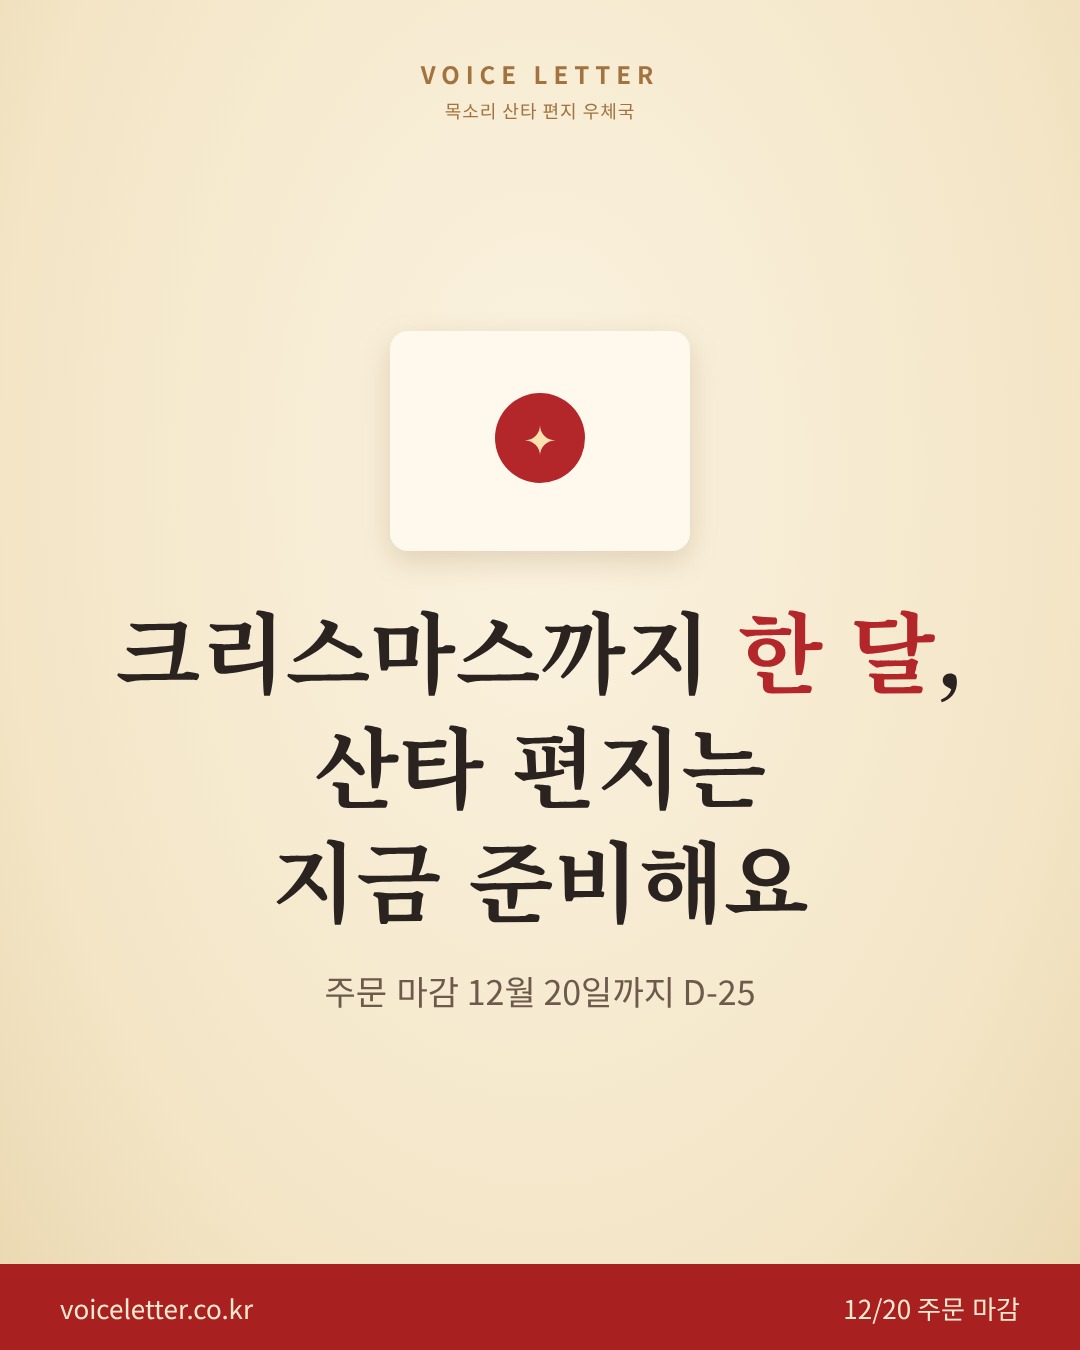 VOICE LETTER
목소리 산타 편지 우체국
크리스마스까지 한 달,
산타 편지는
지금 준비해요
주문 마감 12월 20일까지 D-25
voiceletter.co.kr
12/20 주문 마감